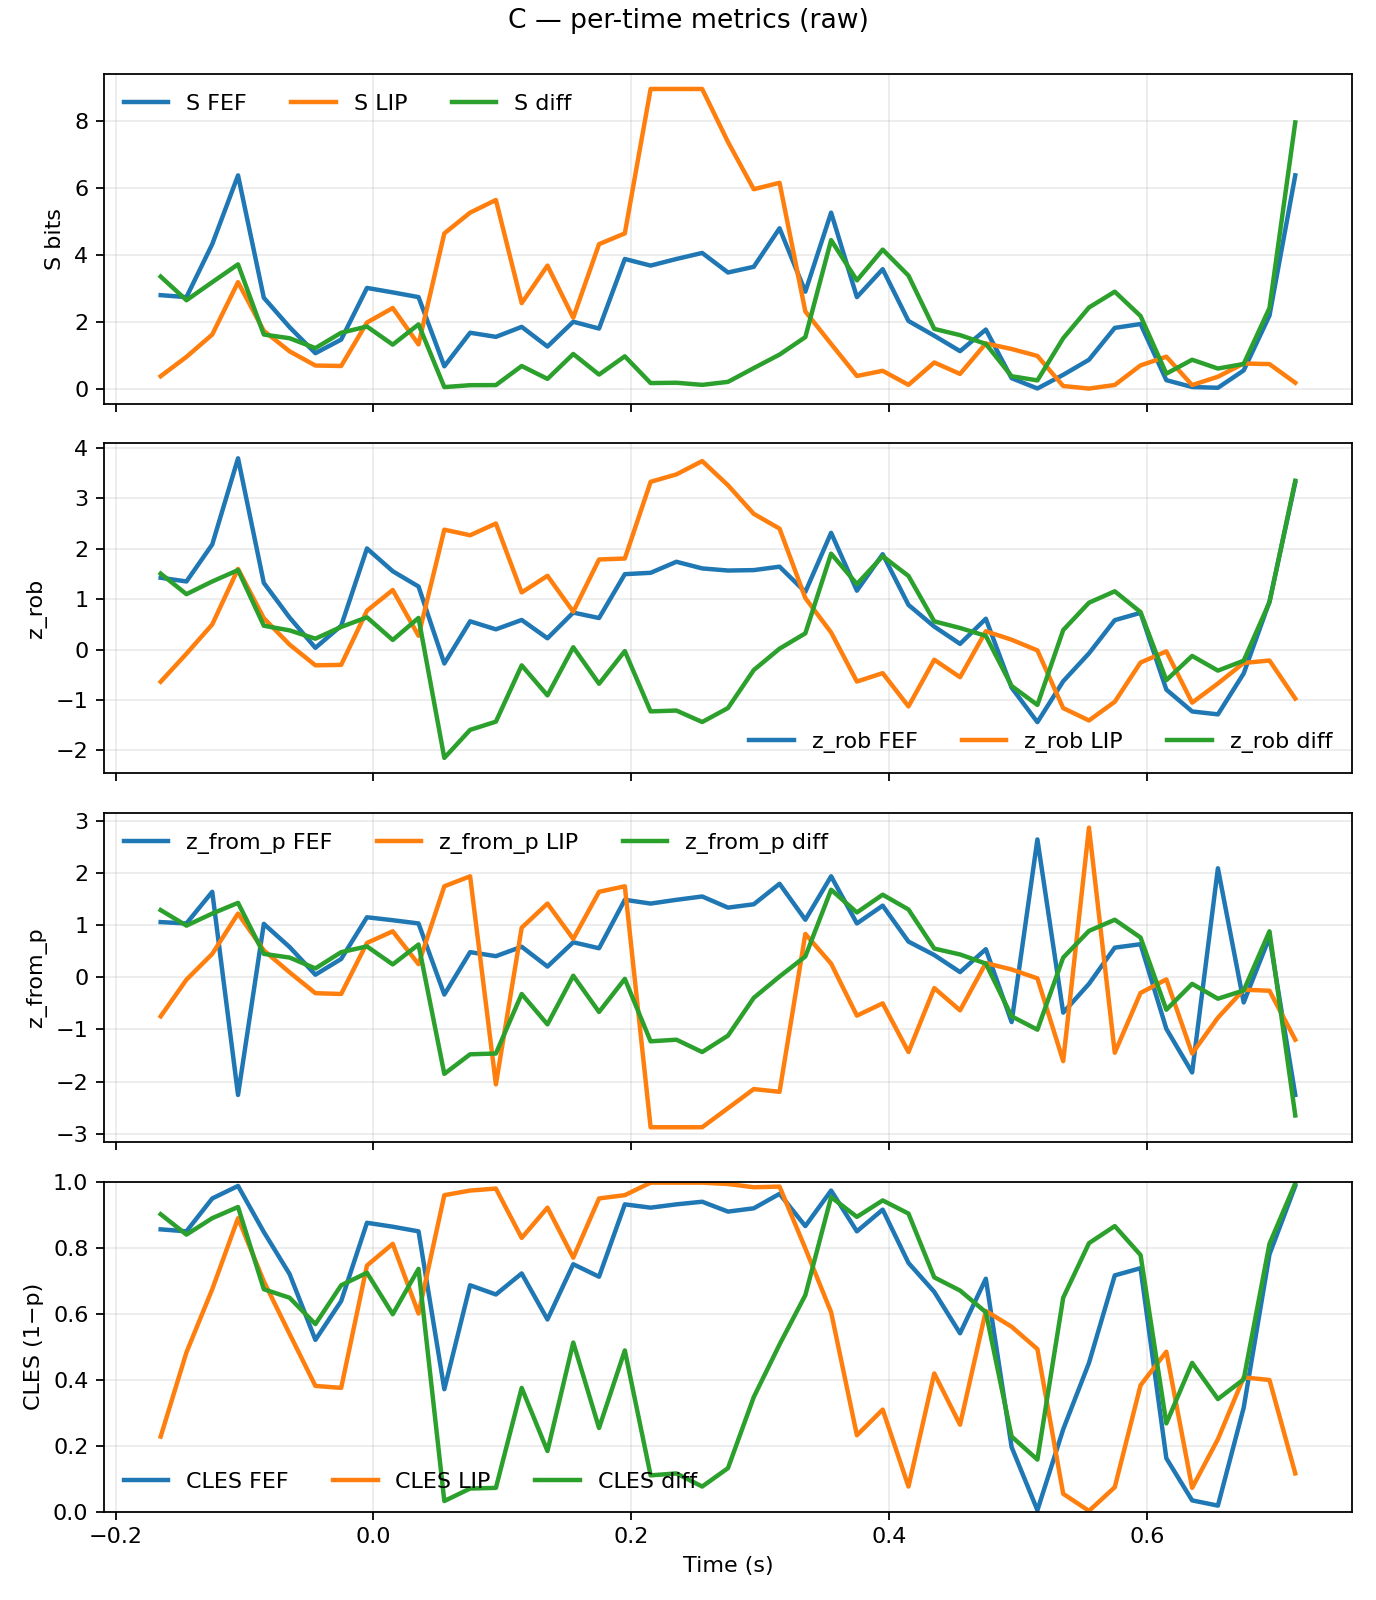 C — per-time metrics (raw)
S FEF S LIP S diff
8
6
4
2
0
S bits
4
3
2
1
0
−1
−2
z_rob
z_rob FEF z_rob LIP z_rob diff
3
2
1
0
−1
−2
−3
z_from_p
z_from_p FEF z_from_p LIP z_from_p diff
1.0
0.8
0.6
0.4
0.2
0.0
CLES (1−p)
CLES FEF CLES LIP CLES diff
−0.2 0.0 0.2 0.4 0.6
Time (s)